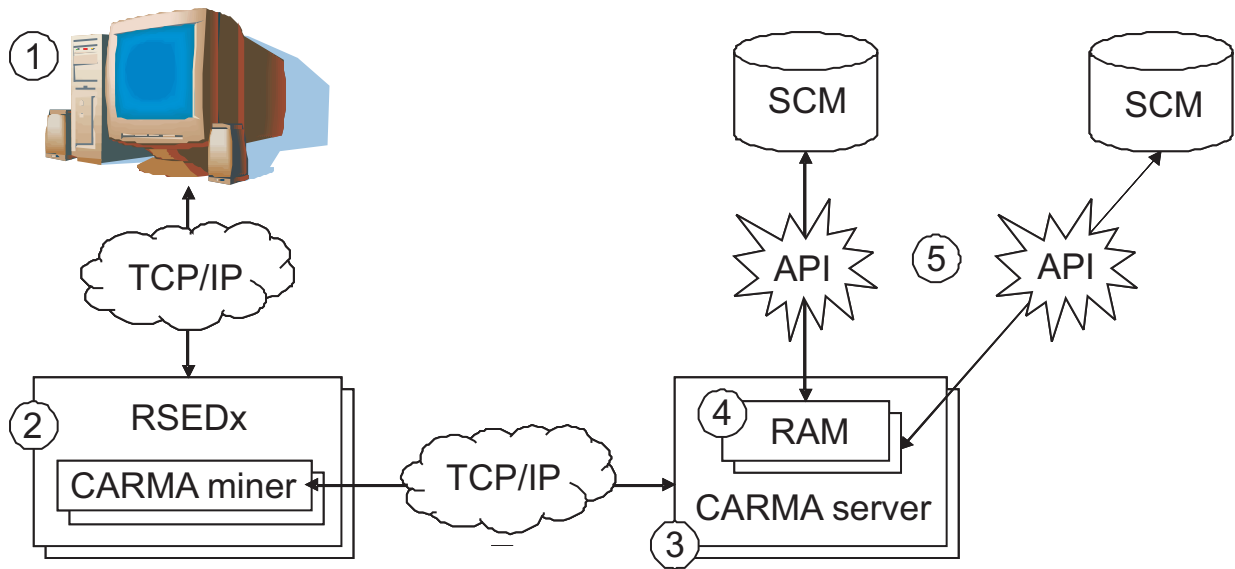 1
SCM
SCM
TCP/IP
API
5
API
2
RSEDx
CARMA miner
TCP/IP
4
RAM
CARMA server
3